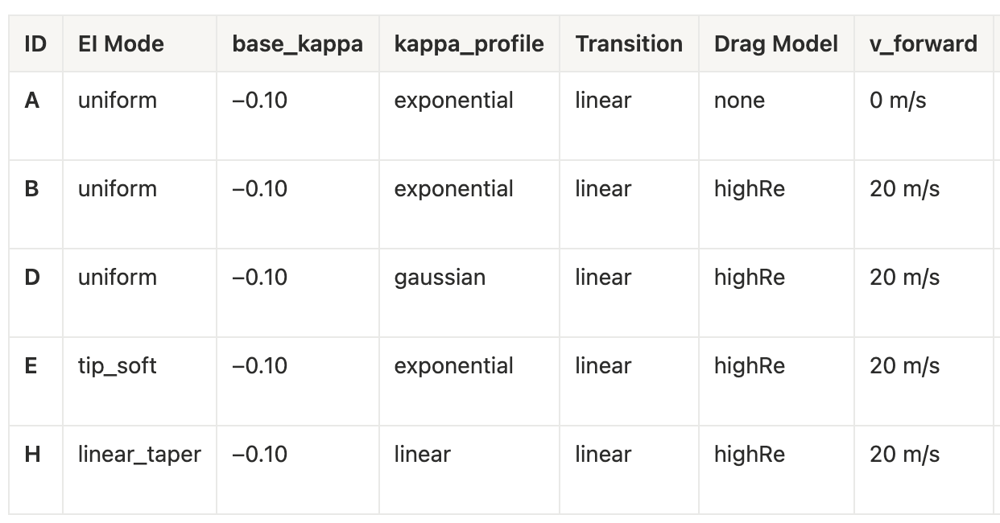 ID EI Mode base_kappa kappa_profile Transition Drag Model v_forward
A uniform –0.10 exponential linear none 0 m/s
B uniform –0.10 exponential linear highRe 20 m/s
D uniform –0.10 gaussian linear highRe 20 m/s
E tip_soft –0.10 exponential linear highRe 20 m/s
H linear_taper –0.10 linear linear highRe 20 m/s